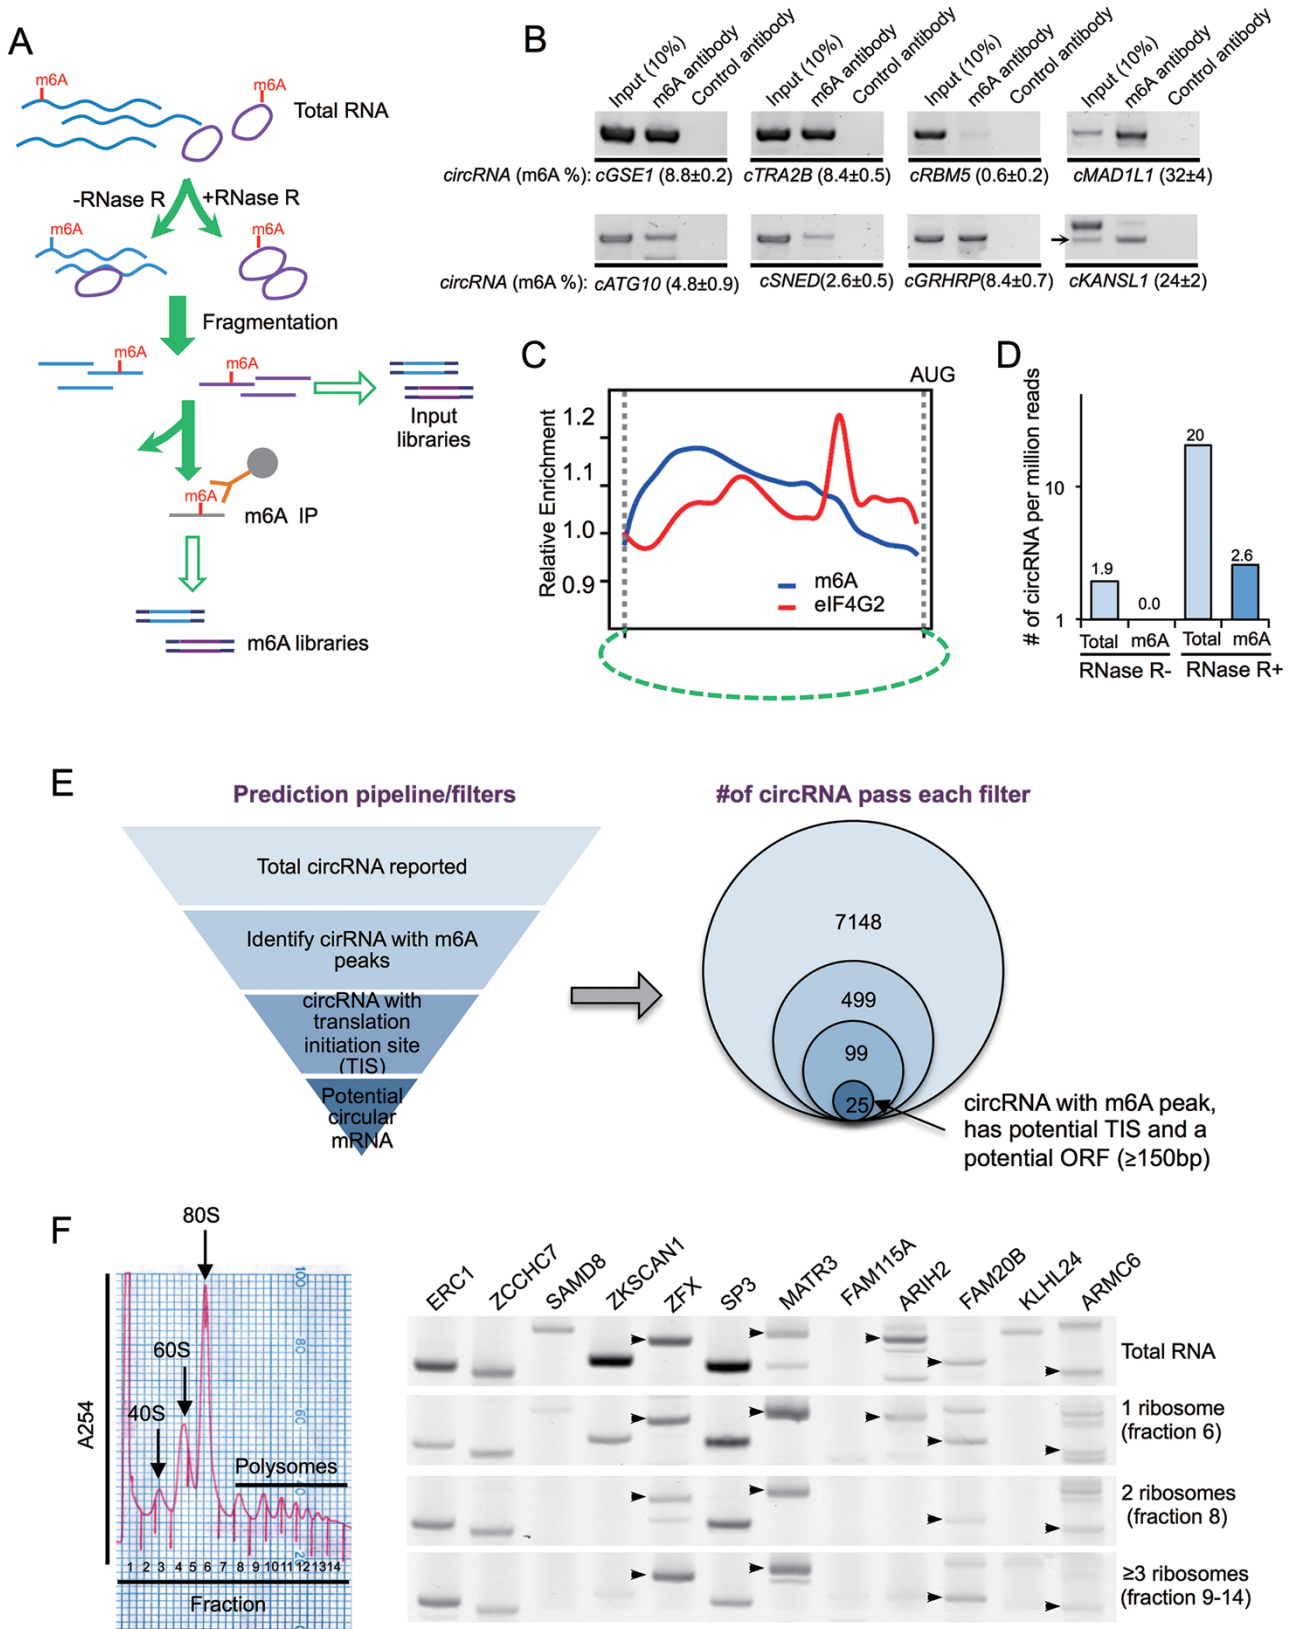 A
m6A
m6A
Total RNA
-RNase R
+RNase R
m6A
m6A
Fragmentation
m6A
m6A
Input
libraries
m6A
m6A IP
m6A libraries
B
Input (10%)
m6A antibody
Control antibody
Input (10%)
m6A antibody
Control antibody
Input (10%)
m6A antibody
Control antibody
Input (10%)
m6A antibody
Control antibody
circRNA (m6A %): cGSE1 (8.8±0.2) cTRA2B (8.4±0.5) cRBM5 (0.6±0.2) cMAD1L1 (32±4)
circRNA (m6A %): cATG10 (4.8±0.9) cSNED(2.6±0.5) cGRHRP(8.4±0.7) cKANSL1 (24±2)
C
AUG
Relative Enrichment
1.2
1.1
1.0
0.9
m6A
eIF4G2
D
# of circRNA per million reads
10
1
1.9
0.0
20
2.6
Total m6A Total m6A
RNase R- RNase R+
E
Prediction pipeline/filters
Total circRNA reported
Identify cirRNA with m6A
peaks
circRNA with
translation
initiation site
(TIS)
Potential
circular
mRNA
#of circRNA pass each filter
7148
499
99
25
circRNA with m6A peak,
has potential TIS and a
potential ORF (≥150bp)
F
80S
60S
40S
A254
Polysomes
100
80
60
40
20
0
1 2 3 4 5 6 7 8 9 10 11 12 13 14
Fraction
ERC1
ZCCHC7
SAMD8
ZKSCAN1
ZFX
SP3
MATR3
FAM115A
ARIH2
FAM20B
KLHL24
ARMC6
Total RNA
1 ribosome
(fraction 6)
2 ribosomes
(fraction 8)
≥3 ribosomes
(fraction 9-14)